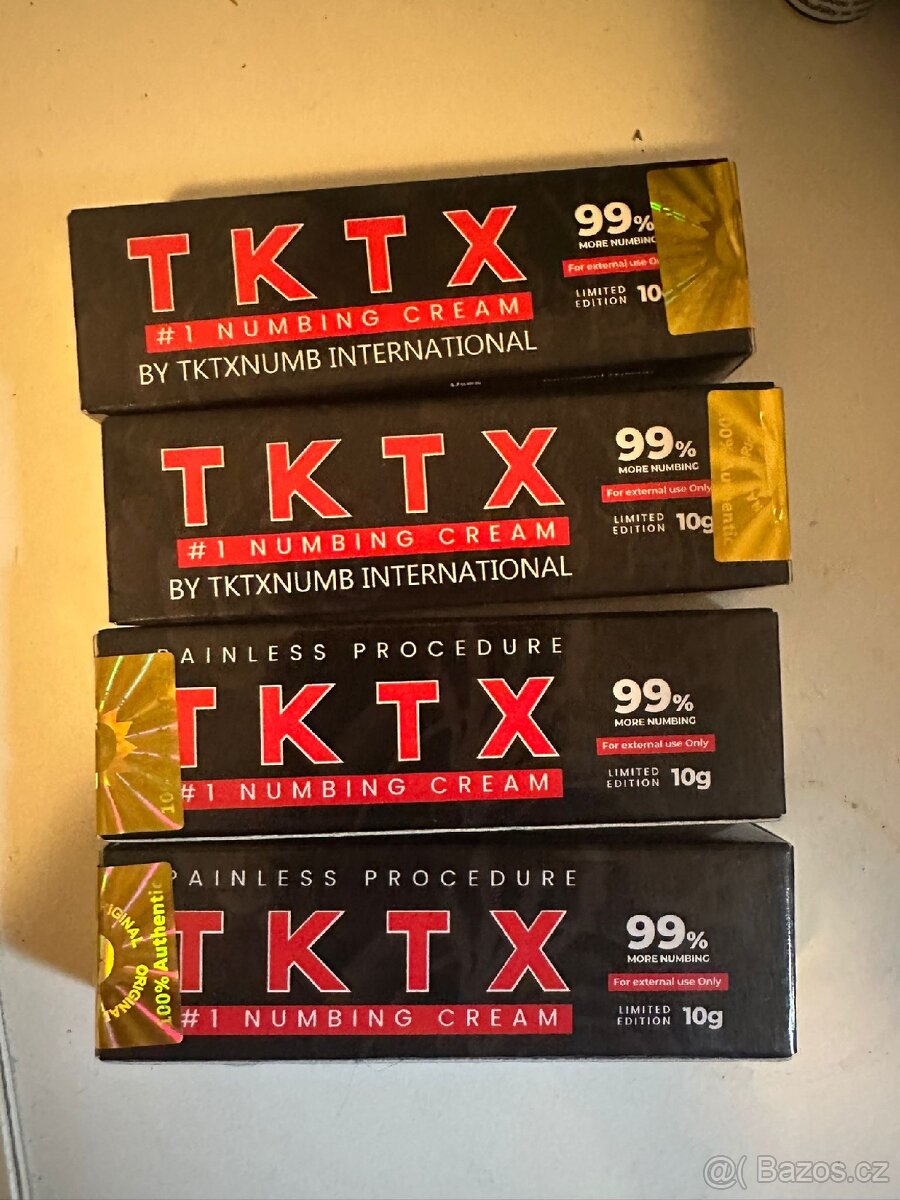 TKTX
99%
MORE NUMBING
#1 NUMBING CREAM
For external use
LIMITED
EDITION 10
BY TKTXNUMB INTERNATIONAL
TKTX
99%
MORE NUMBING
#1 NUMBING CREAM
For external use Only
LIMITED
EDITION 10g
BY TKTXNUMB INTERNATIONAL
PAINLESS PROCEDURE
TKTX
99%
MORE NUMBING
For external use Only
#1 NUMBING CREAM
LIMITED
EDITION 10g
PAINLESS PROCEDURE
TKTX
99%
MORE NUMBING
For external use Only
#1 NUMBING CREAM
LIMITED
EDITION 10g
ORIGINAL
ORIGINAL
100% Authentic
@( Bazos.cz